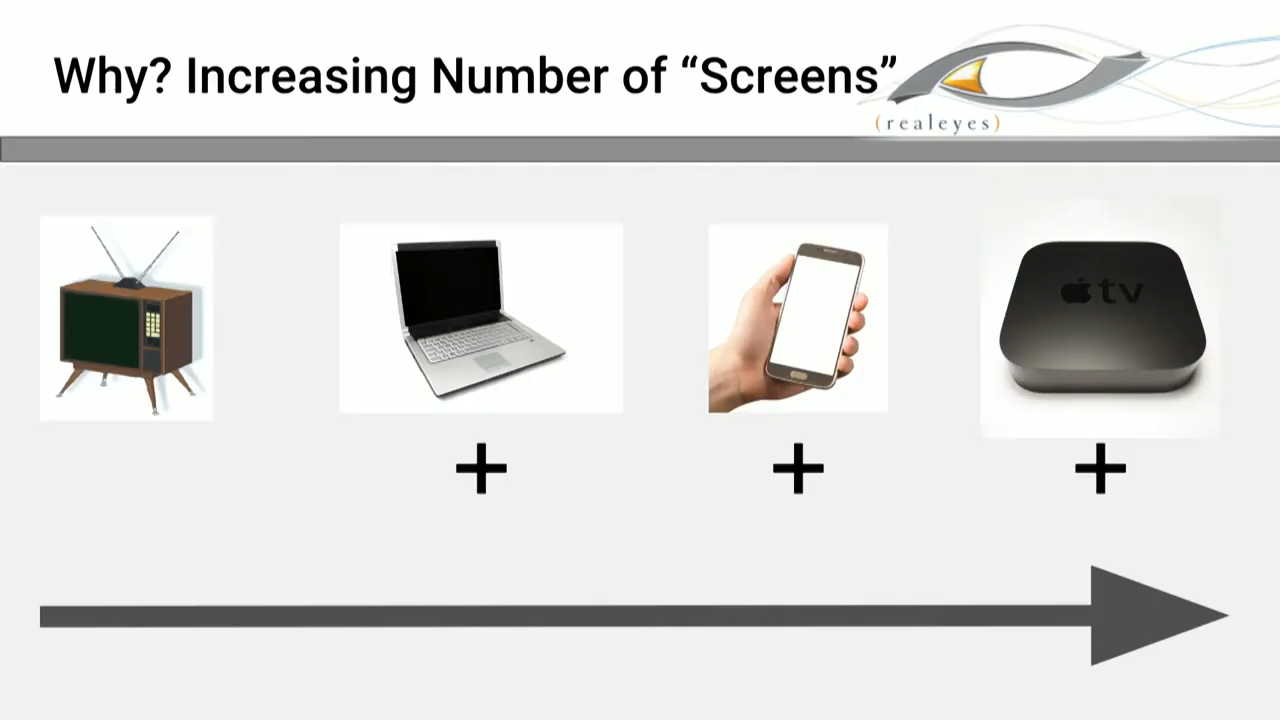 Why? Increasing Number of “Screens”
(realeyes)
tv
+
+
+